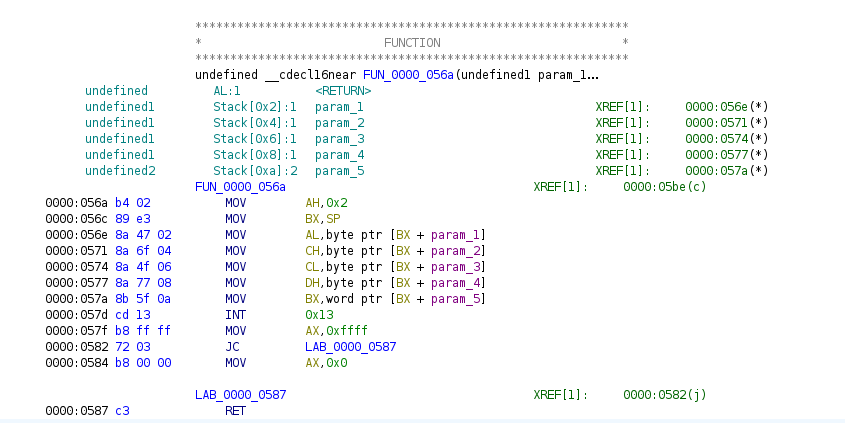 **************************************************************
* FUNCTION *
**************************************************************
undefined __cdecl16near FUN_0000_056a(undefined1 param_1...
undefined AL:1 <RETURN>
undefined1 Stack[0x2]:1 param_1 XREF[1]: 0000:056e(*)
undefined1 Stack[0x4]:1 param_2 XREF[1]: 0000:0571(*)
undefined1 Stack[0x6]:1 param_3 XREF[1]: 0000:0574(*)
undefined1 Stack[0x8]:1 param_4 XREF[1]: 0000:0577(*)
undefined2 Stack[0xa]:2 param_5 XREF[1]: 0000:057a(*)
FUN_0000_056a XREF[1]: 0000:05be(c)
0000:056a b4 02 MOV AH,0x2
0000:056c 89 e3 MOV BX,SP
0000:056e 8a 47 02 MOV AL,byte ptr [BX + param_1]
0000:0571 8a 6f 04 MOV CH,byte ptr [BX + param_2]
0000:0574 8a 4f 06 MOV CL,byte ptr [BX + param_3]
0000:0577 8a 77 08 MOV DH,byte ptr [BX + param_4]
0000:057a 8b 5f 0a MOV BX,word ptr [BX + param_5]
0000:057d cd 13 INT 0x13
0000:057f b8 ff ff MOV AX,0xffff
0000:0582 72 03 JC LAB_0000_0587
0000:0584 b8 00 00 MOV AX,0x0
LAB_0000_0587 XREF[1]: 0000:0582(j)
0000:0587 c3 RET